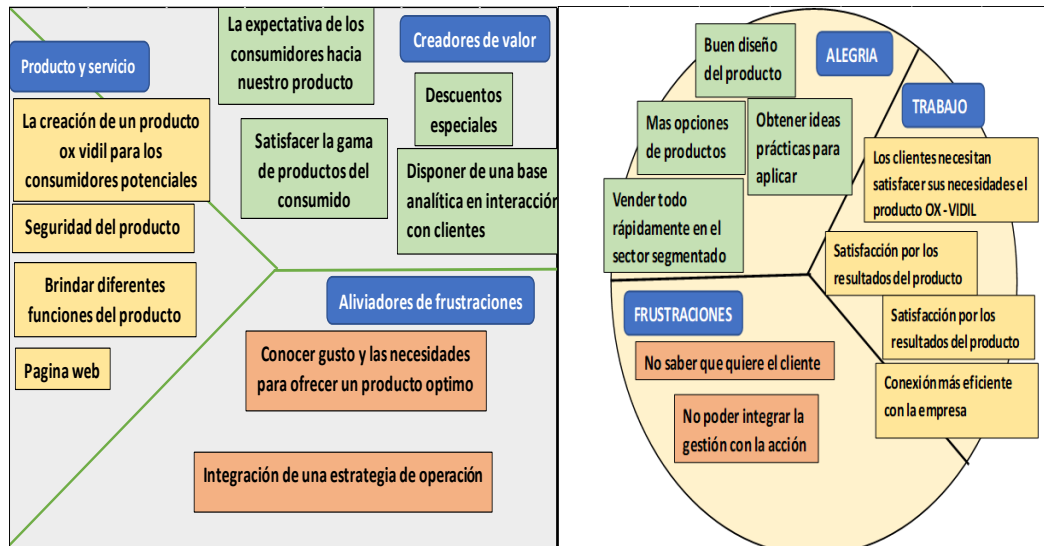 Producto y servicio
La creación de un producto
ox vidil para los
consumidores potenciales
Seguridad del producto
Brindar diferentes
funciones del producto
Pagina web
La expectativa de los
consumidores hacia
nuestro producto
Satisfacer la gama
de productos del
consumido
Creadores de valor
Descuentos
especiales
Disponer de una base
analítica en interacción
con clientes
Aliviadores de frustraciones
Conocer gusto y las necesidades
para ofrecer un producto optimo
Integración de una estrategia de operación
Buen diseño
del producto
ALEGRIA
Mas opciones
de productos
Obtener ideas
prácticas para
aplicar
Vender todo
rápidamente en el
sector segmentado
TRABAJO
Los clientes necesitan
satisfacer sus necesidades el
producto OX - VIDIL
Satisfacción por los
resultados del producto
Satisfacción por los
resultados del producto
Conexión más eficiente
con la empresa
FRUSTRACIONES
No saber que quiere el cliente
No poder integrar la
gestión con la acción